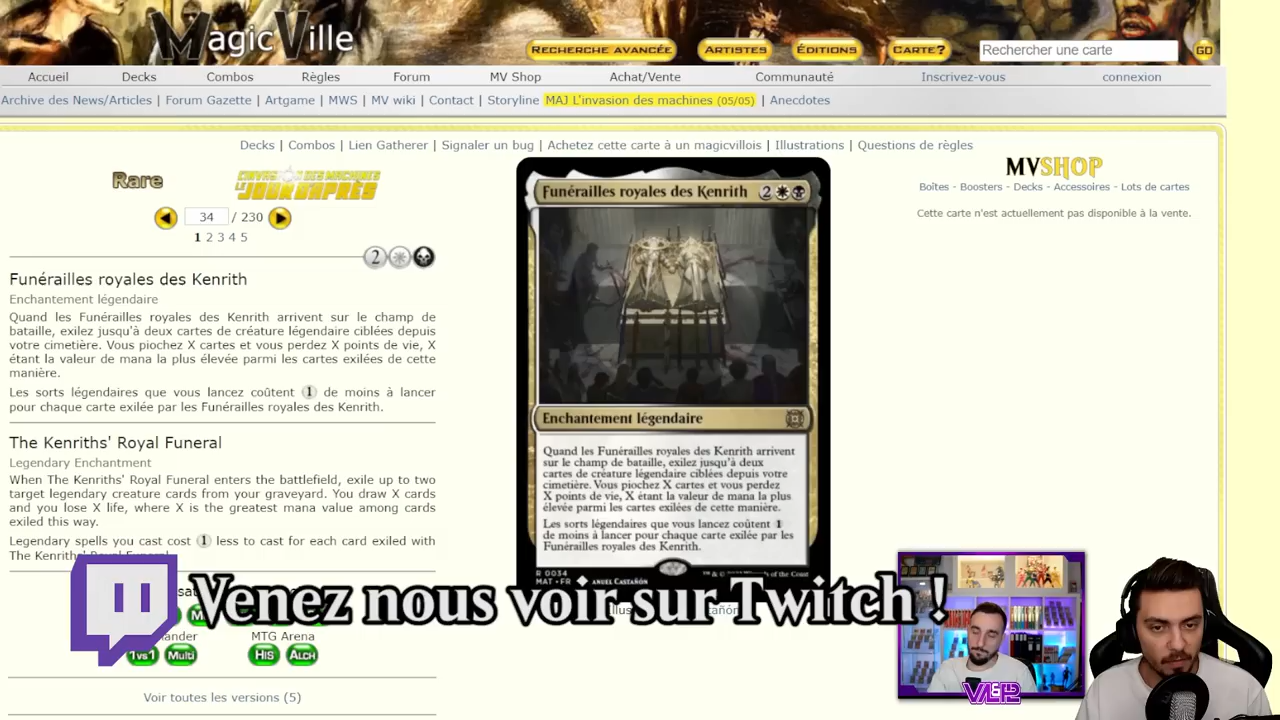 MagicVille
RECHERCHE AVANCÉE ARTISTES ÉDITIONS CARTE? Rechercher une carte GO
Accueil Decks Combos Règles Forum MV Shop Achat/Vente Communauté Inscrivez-vous connexion
Archive des News/Articles | Forum Gazette | Artgame | MWS | MV wiki | Contact | Storyline MAJ L'invasion des machines (05/05) | Anecdotes
Decks | Combos | Lien Gatherer | Signaler un bug | Achetez cette carte à un magicvillois | Illustrations | Questions de règles
Rare
34 / 230
1 2 3 4 5
2
Funérailles royales des Kenrith
Enchantement légendaire
Quand les Funérailles royales des Kenrith arrivent sur le champ de
bataille, exilez jusqu'à deux cartes de créature légendaire ciblées depuis
votre cimetière. Vous piochez X cartes et vous perdez X points de vie, X
étant la valeur de mana la plus élevée parmi les cartes exilées de cette
manière.
Les sorts légendaires que vous lancez coûtent 1 de moins à lancer
pour chaque carte exilée par les Funérailles royales des Kenrith.
The Kenriths' Royal Funeral
Legendary Enchantment
When The Kenriths' Royal Funeral enters the battlefield, exile up to two
target legendary creature cards from your graveyard. You draw X cards
and you lose X life, where X is the greatest mana value among cards
exiled this way.
Legendary spells you cast cost 1 less to cast for each card exiled with
The Kenriths' Royal Funeral.
MTG Arena
1vs1 Multi HIS ALCH
Voir toutes les versions (5)
Funérailles royales des Kenrith 2
Enchantement légendaire
Quand les Funérailles royales des Kenrith arrivent
sur le champ de bataille, exilez jusqu'à deux
cartes de créature légendaire ciblées depuis votre
cimetière. Vous piochez X cartes et vous perdez
X points de vie, X étant la valeur de mana la plus
élevée parmi les cartes exilées de cette manière.
Les sorts légendaires que vous lancez coûtent 1
de moins à lancer pour chaque carte exilée par les
Funérailles royales des Kenrith.
R 0034
MAT • FR ANUEL CASTAÑÓN
MVSHOP
Boîtes - Boosters - Decks - Accessoires - Lots de cartes
Cette carte n'est actuellement pas disponible à la vente.
Venez nous voir sur Twitch !